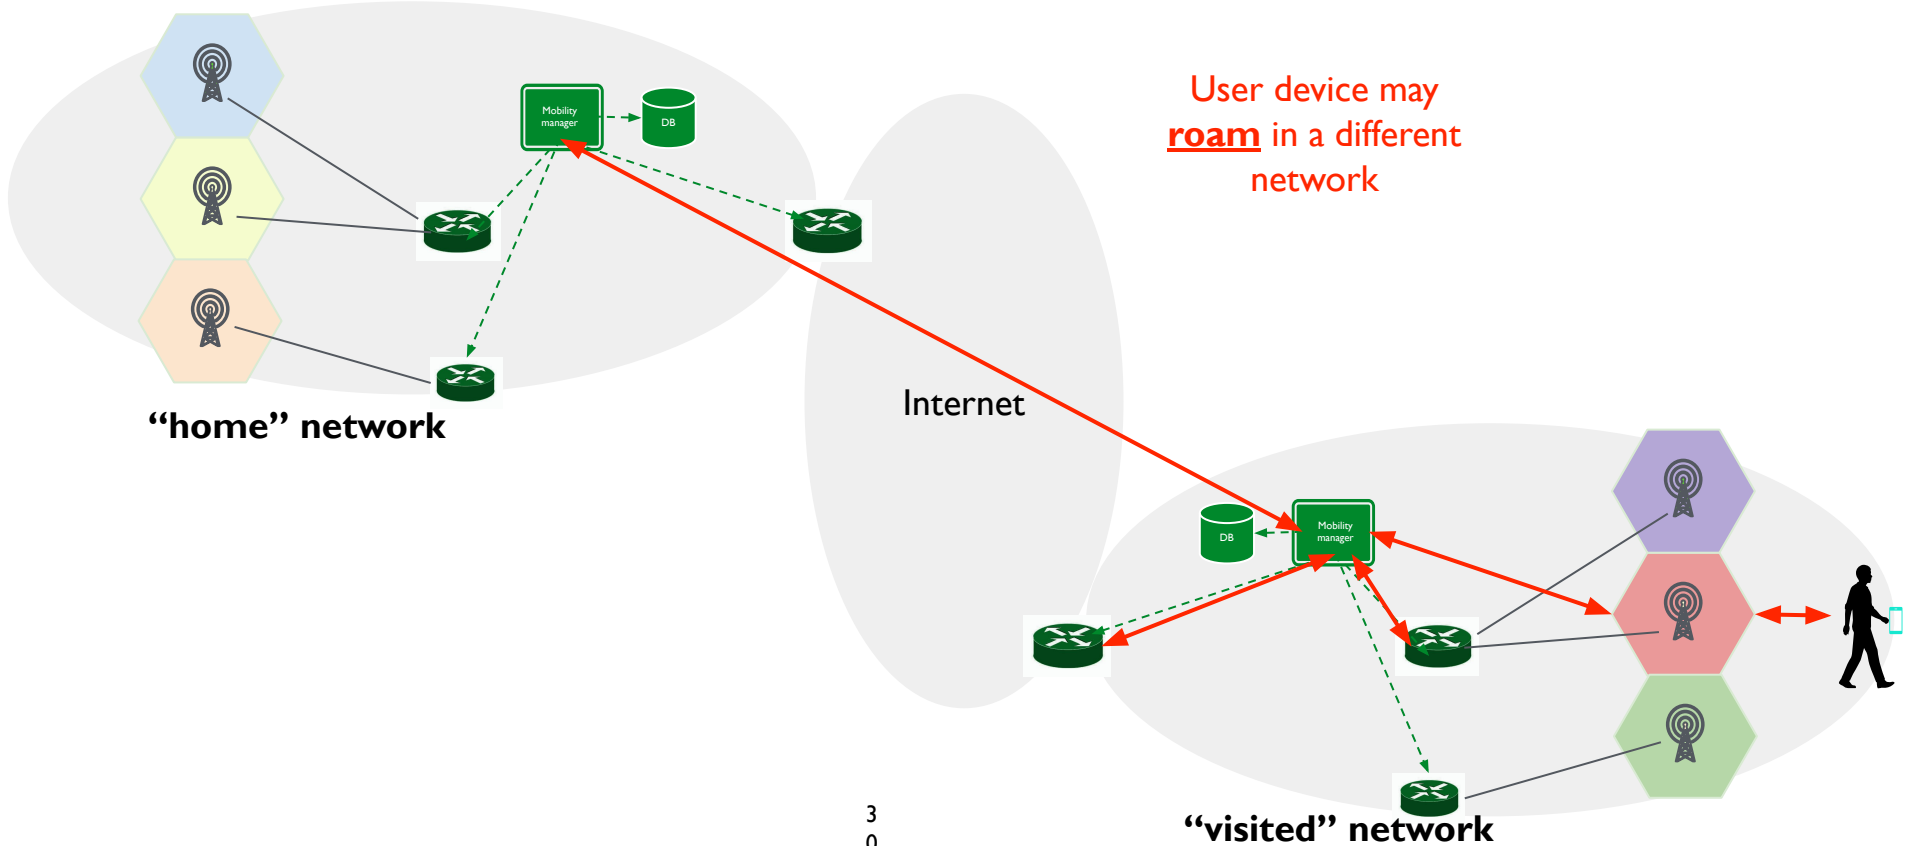 User device may
roam in a different
network
Mobility
manager
DB
“home” network
Internet
Mobility
manager
DB
“visited” network
3
0